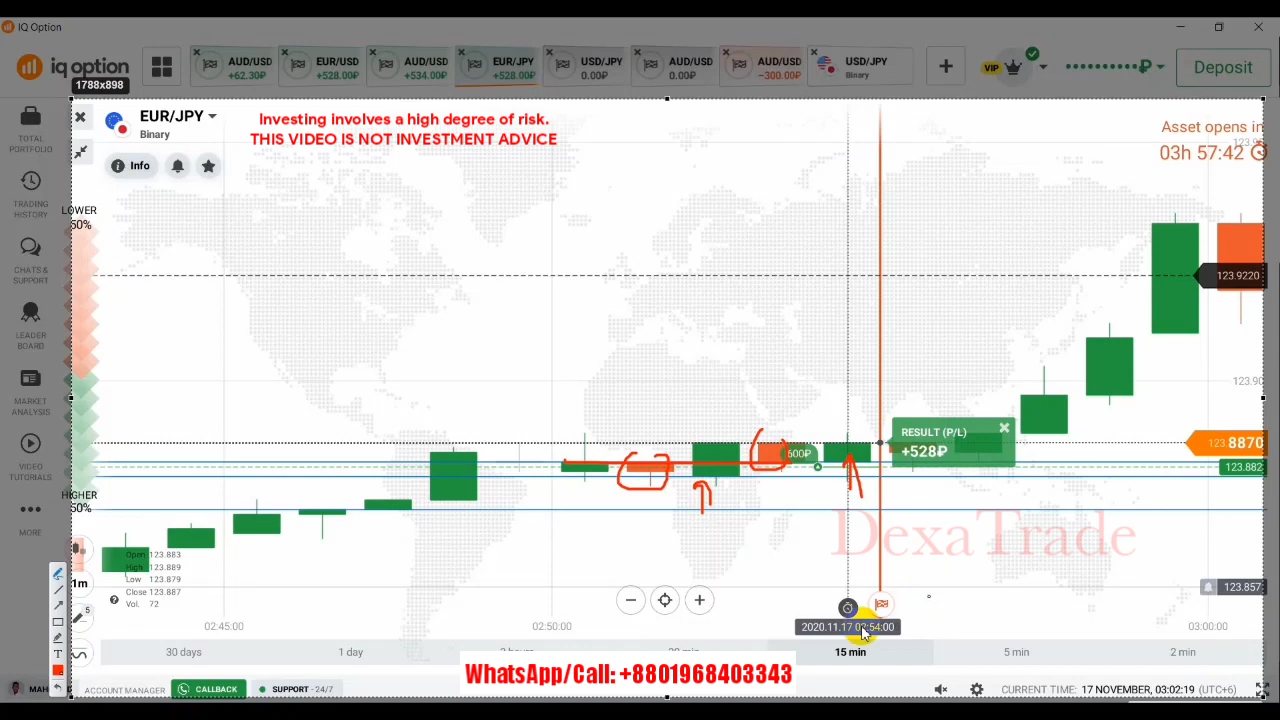 IQ Option
iq option
1788x898
AUD/USD
+62.30₽
EUR/USD
+528.00₽
AUD/USD
+534.00₽
EUR/JPY
+528.00₽
USD/JPY
0.00₽
AUD/USD
0.00₽
AUD/USD
-300.00₽
USD/JPY
Binary
VIP
₽
Deposit
TOTAL
PORTFOLIO
TRADING
HISTORY
CHATS &
SUPPORT
LEADER
BOARD
MARKET
ANALYSIS
VIDEO
TUTORIALS
MORE
EUR/JPY
Binary
Info
Investing involves a high degree of risk.
THIS VIDEO IS NOT INVESTMENT ADVICE
Asset opens in
03h 57:42
LOWER
50%
HIGHER
50%
123.9220
123.90
123.8870
123.882
123.857
600₽
RESULT (P/L)
+528₽
DexaTrade
Open 123.883
High 123.889
Low 123.879
Close 123.887
Vol. 72
1m
5
T
02:45:00
02:50:00
03:00:00
30 days
1 day
15 min
5 min
2 min
WhatsApp/Call: +8801968403343
ACCOUNT MANAGER
CALLBACK
SUPPORT - 24/7
CURRENT TIME: 17 NOVEMBER, 03:02:19 (UTC+6)